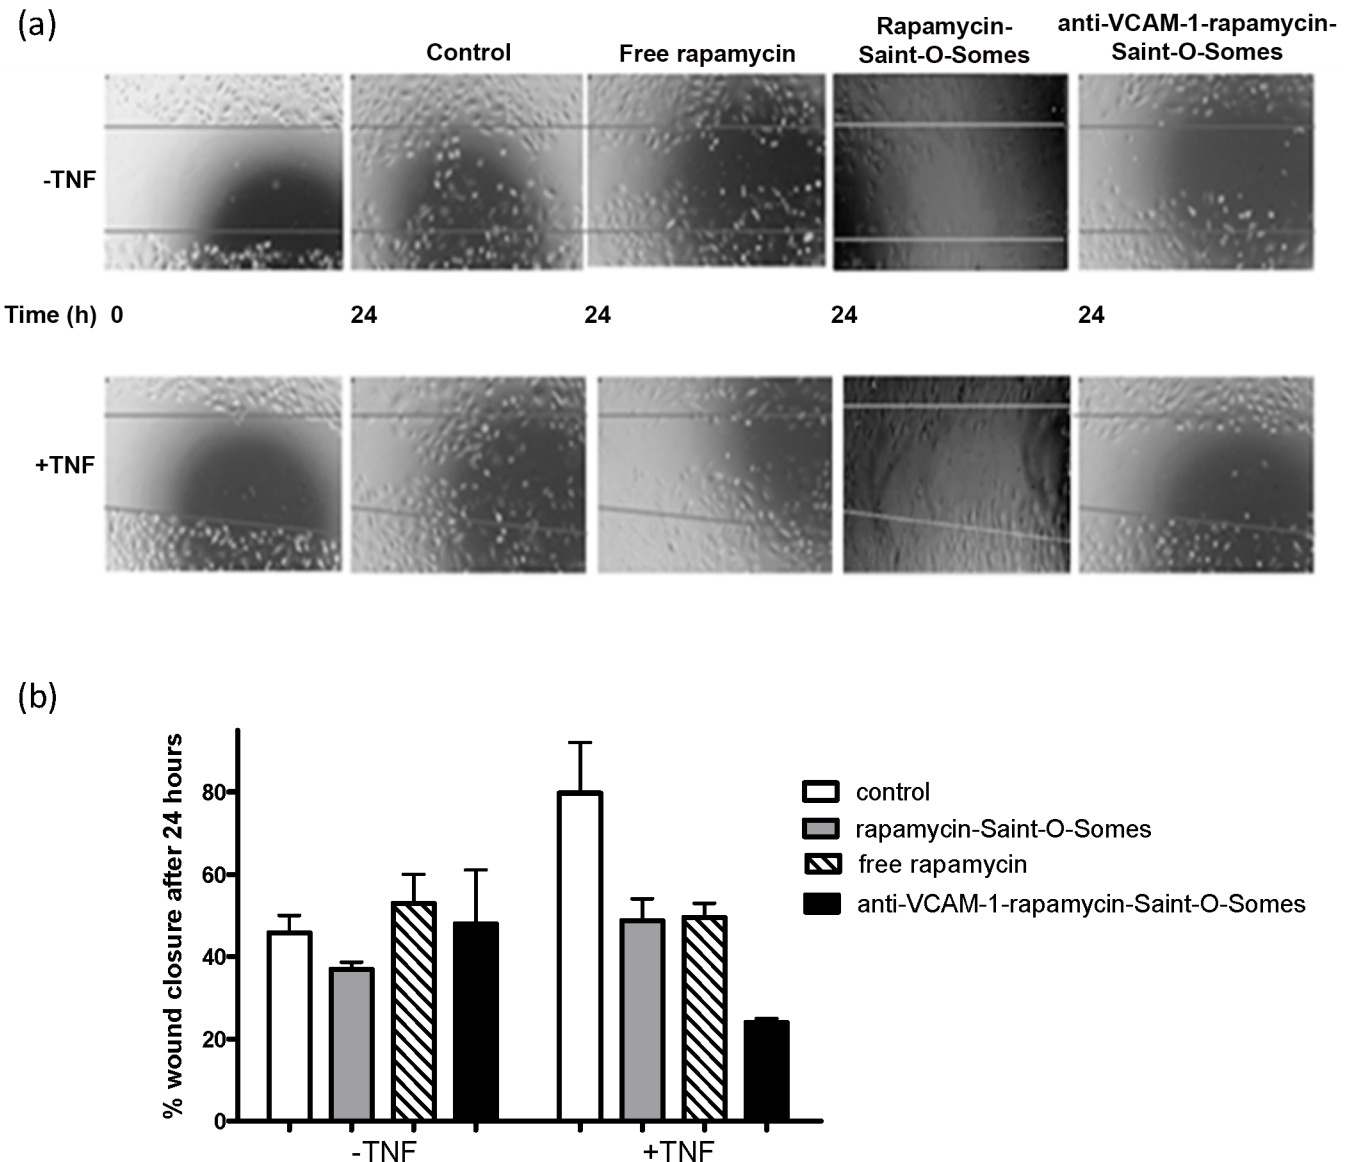 (a)
Control
Free rapamycin
Rapamycin-
Saint-O-Somes
anti-VCAM-1-rapamycin-
Saint-O-Somes
-TNF
Time (h) 0 24 24 24 24
+TNF
(b)
% wound closure after 24 hours
80
60
40
20
0
-TNF
+TNF
control
rapamycin-Saint-O-Somes
free rapamycin
anti-VCAM-1-rapamycin-Saint-O-Somes